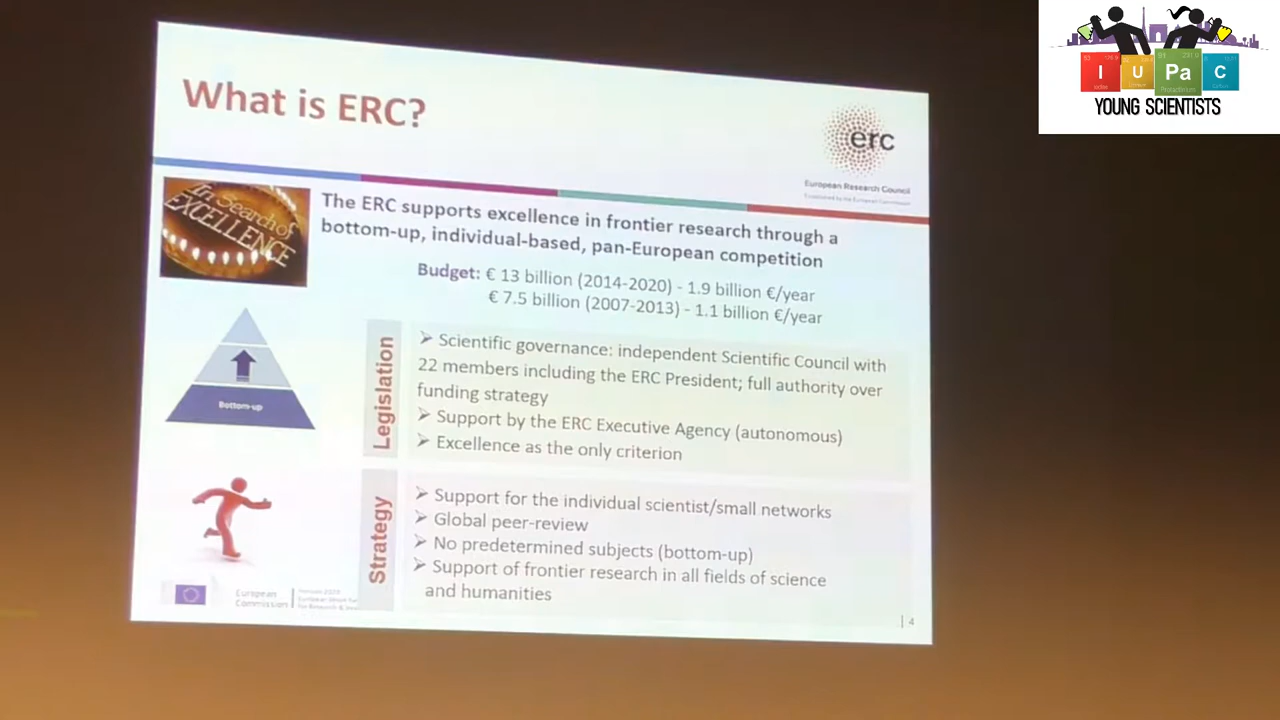 What is ERC?
erc
European Research Council
Established by the European Commission
In Search of
EXCELLENCE
The ERC supports excellence in frontier research through a
bottom-up, individual-based, pan-European competition
Budget: € 13 billion (2014-2020) - 1.9 billion €/year
€ 7.5 billion (2007-2013) - 1.1 billion €/year
Bottom-up
Legislation
➢ Scientific governance: independent Scientific Council with
22 members including the ERC President; full authority over
funding strategy
➢ Support by the ERC Executive Agency (autonomous)
➢ Excellence as the only criterion
Strategy
➢ Support for the individual scientist/small networks
➢ Global peer-review
➢ No predetermined subjects (bottom-up)
➢ Support of frontier research in all fields of science
and humanities
European
Commission
| 4
I U Pa C
YOUNG SCIENTISTS